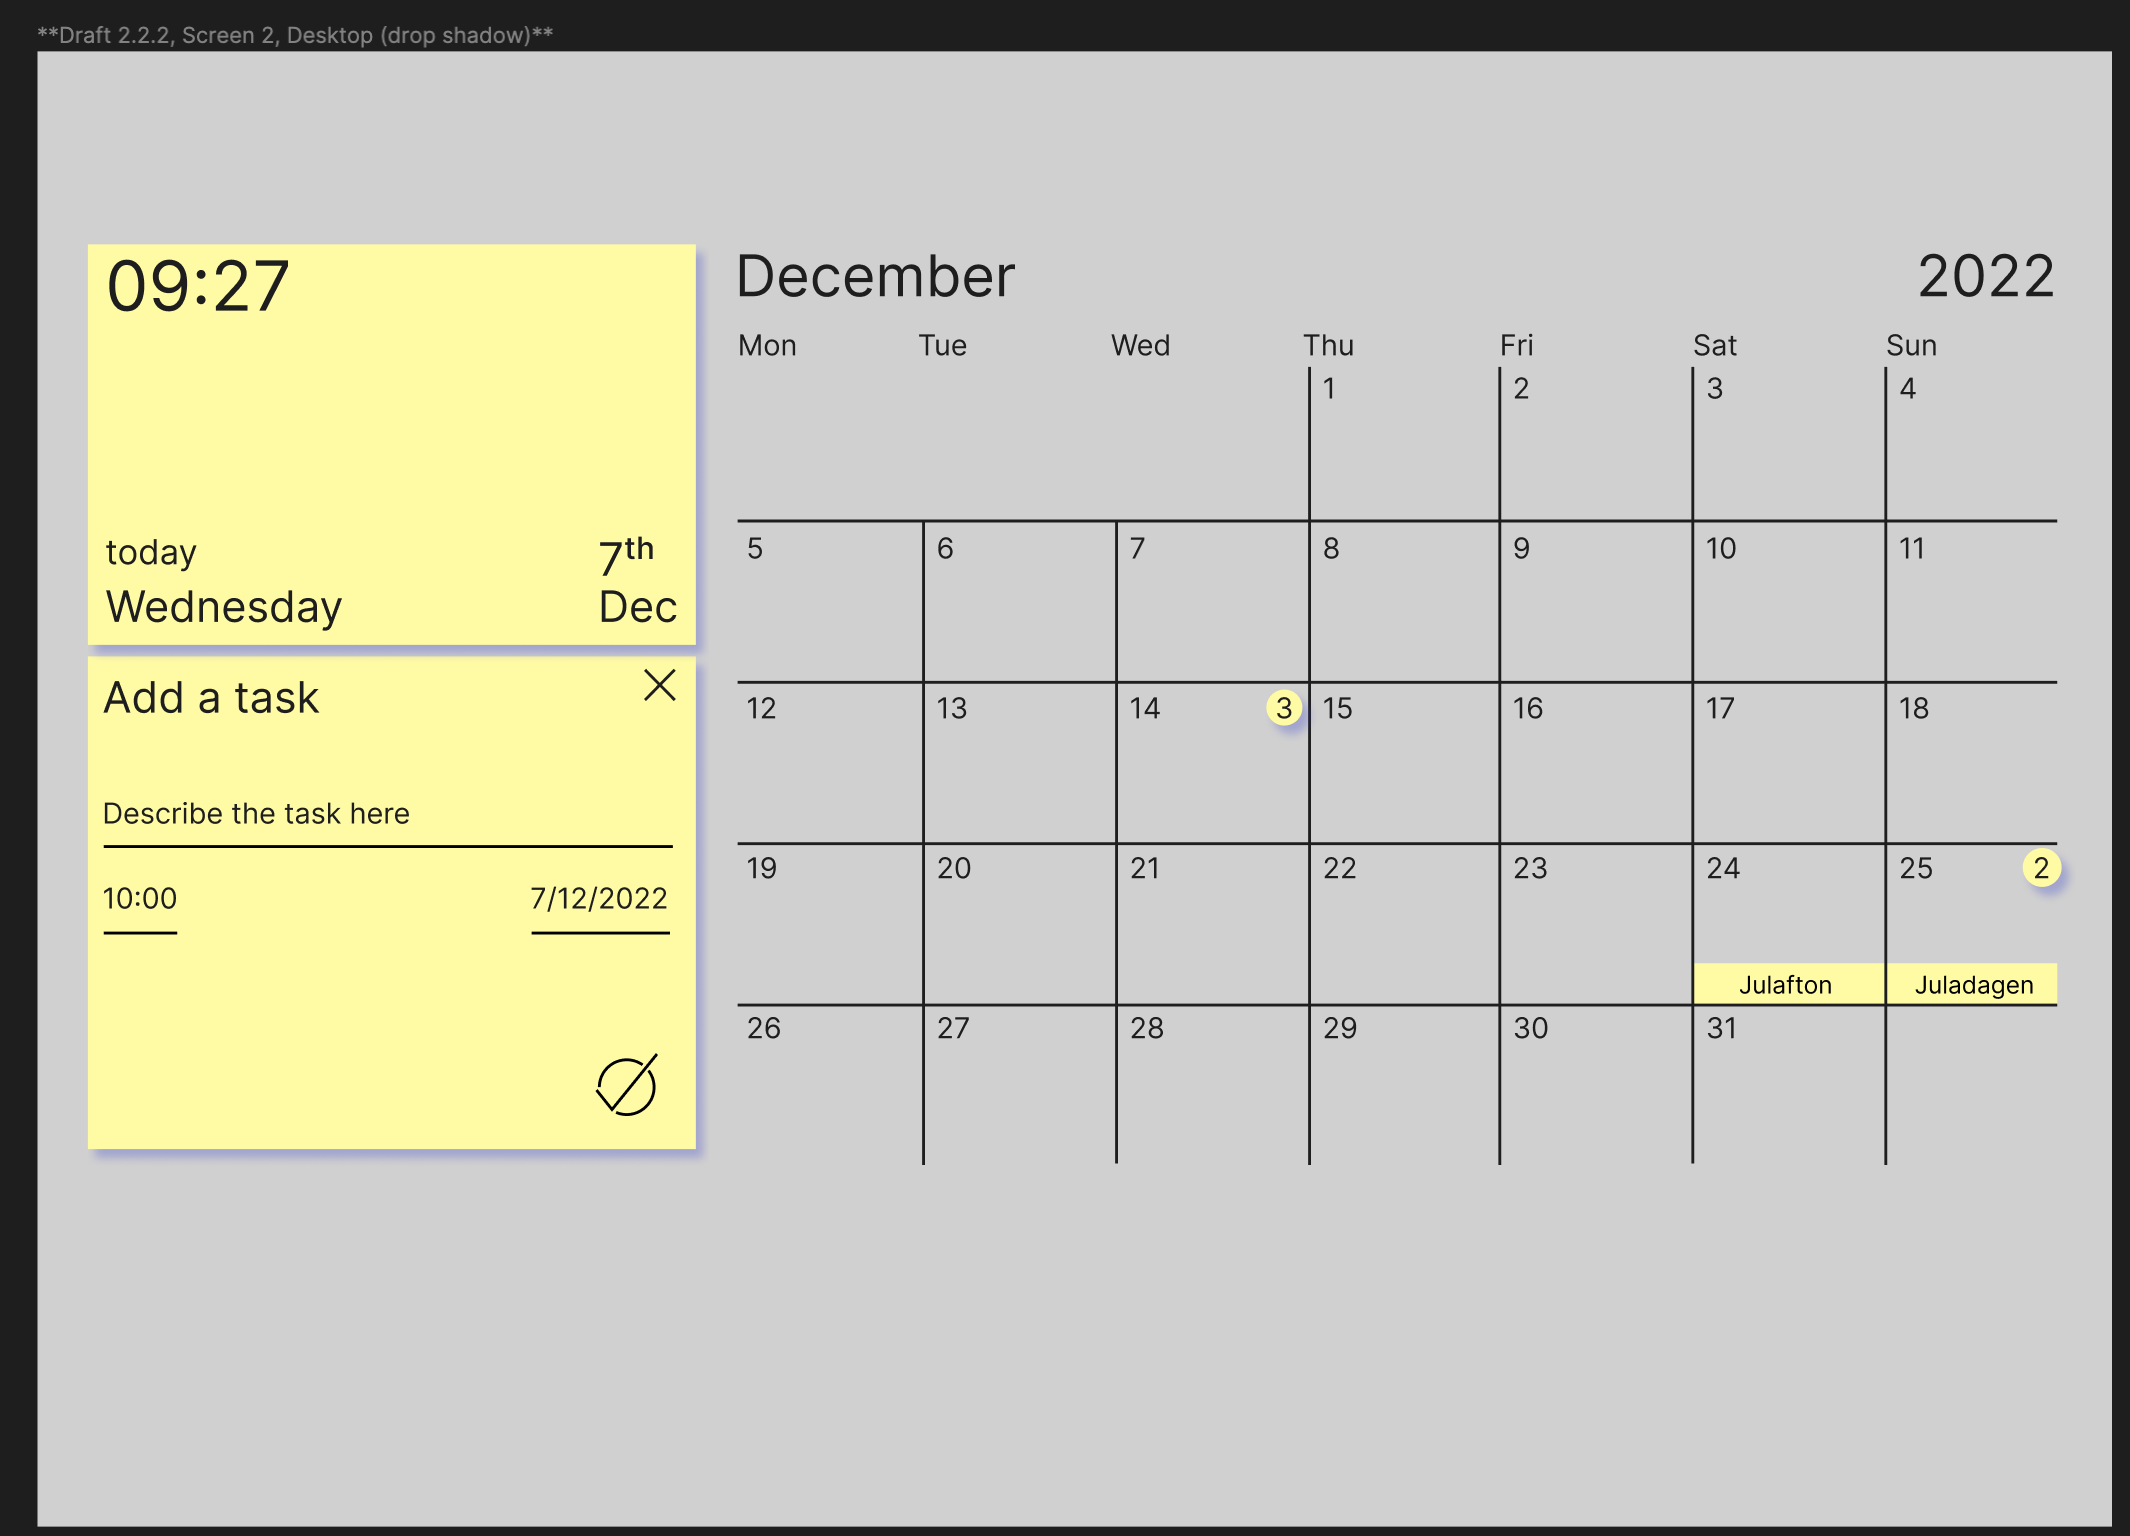 **Draft 2.2.2, Screen 2, Desktop (drop shadow)**
09:27
today
Wednesday
7th
Dec
Add a task
Describe the task here
10:00 7/12/2022
December 2022
Mon Tue Wed Thu Fri Sat Sun
1 2 3 4
5 6 7 8 9 10 11
12 13 14 3 15 16 17 18
19 20 21 22 23 24 25 2
Julafton Juladagen
26 27 28 29 30 31